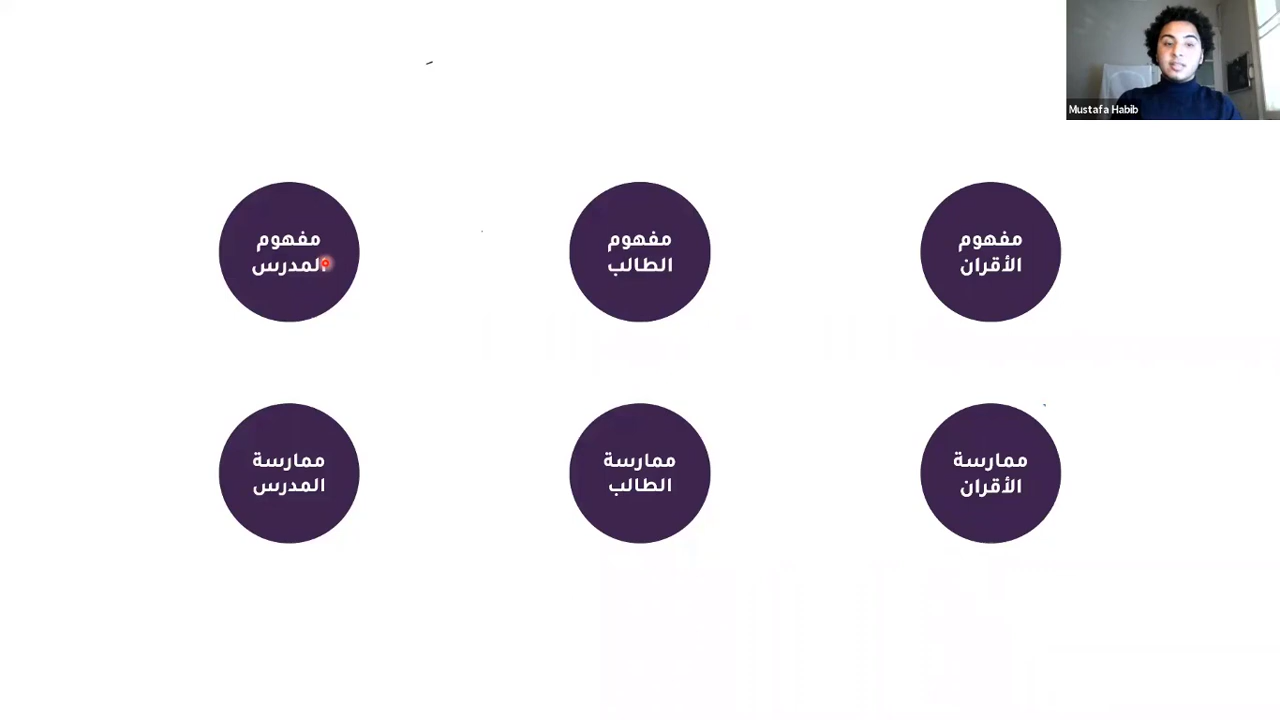 Mustafa Habib
مفهوم
الأقران
مفهوم
الطالب
مفهوم
المدرس
ممارسة
الأقران
ممارسة
الطالب
ممارسة
المدرس